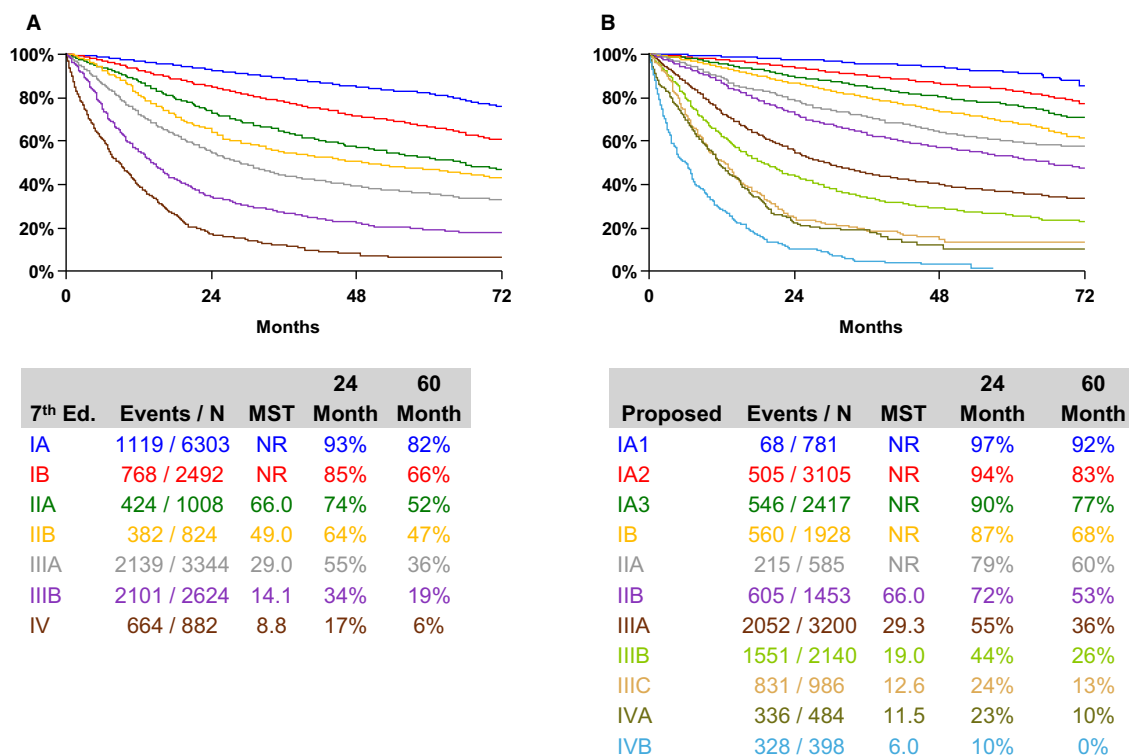 A
100%
80%
60%
40%
20%
0%
0 24 48 72
Months
24 60
7th Ed. Events / N MST Month Month
IA 1119 / 6303 NR 93% 82%
IB 768 / 2492 NR 85% 66%
IIA 424 / 1008 66.0 74% 52%
IIB 382 / 824 49.0 64% 47%
IIIA 2139 / 3344 29.0 55% 36%
IIIB 2101 / 2624 14.1 34% 19%
IV 664 / 882 8.8 17% 6%
B
100%
80%
60%
40%
20%
0%
0 24 48 72
Months
24 60
Proposed Events / N MST Month Month
IA1 68 / 781 NR 97% 92%
IA2 505 / 3105 NR 94% 83%
IA3 546 / 2417 NR 90% 77%
IB 560 / 1928 NR 87% 68%
IIA 215 / 585 NR 79% 60%
IIB 605 / 1453 66.0 72% 53%
IIIA 2052 / 3200 29.3 55% 36%
IIIB 1551 / 2140 19.0 44% 26%
IIIC 831 / 986 12.6 24% 13%
IVA 336 / 484 11.5 23% 10%
IVB 328 / 398 6.0 10% 0%